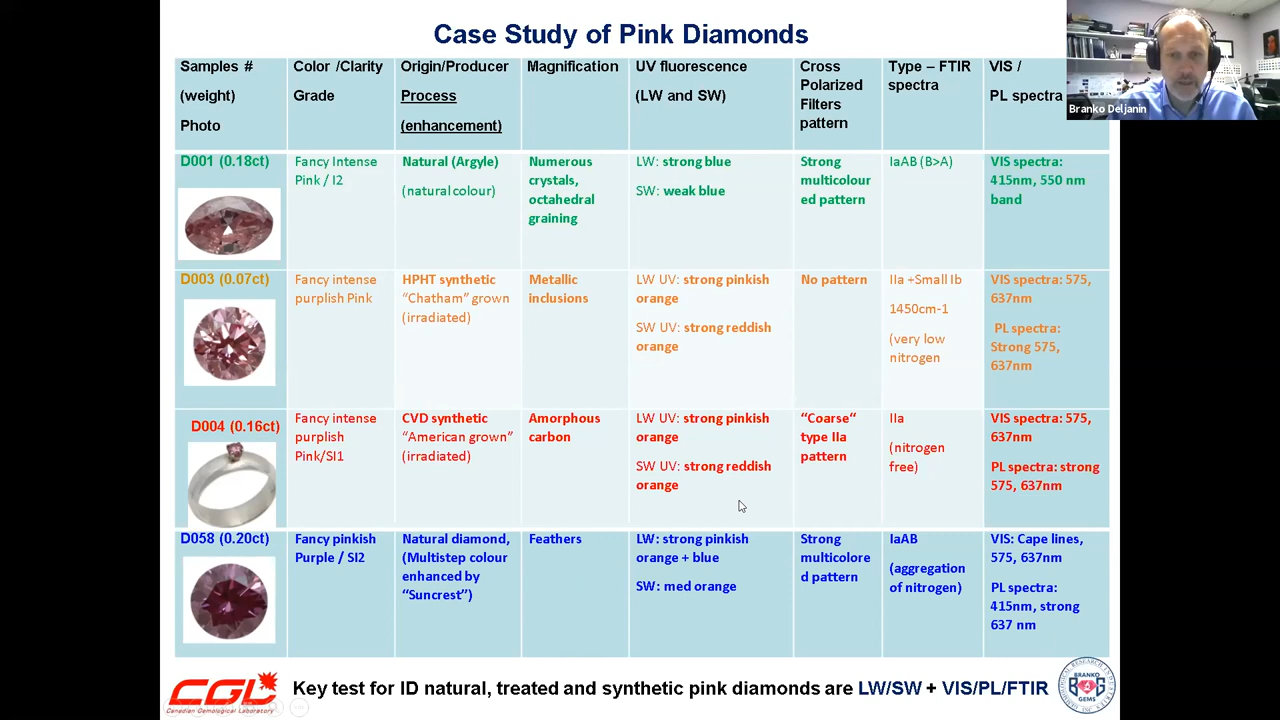 Case Study of Pink Diamonds
Branko Deljanin
Samples #
(weight)
Photo
Color /Clarity
Grade
Origin/Producer
Process
(enhancement)
Magnification
UV fluorescence
(LW and SW)
Cross
Polarized
Filters
pattern
Type – FTIR
spectra
VIS /
PL spectra
D001 (0.18ct)
Fancy Intense
Pink / I2
Natural (Argyle)
(natural colour)
Numerous
crystals,
octahedral
graining
LW: strong blue
SW: weak blue
Strong
multicolour
ed pattern
IaAB (B>A)
VIS spectra:
415nm, 550 nm
band
D003 (0.07ct)
Fancy intense
purplish Pink
HPHT synthetic
“Chatham” grown
(irradiated)
Metallic
inclusions
LW UV: strong pinkish
orange
SW UV: strong reddish
orange
No pattern
IIa +Small Ib
1450cm-1
(very low
nitrogen
VIS spectra: 575,
637nm
PL spectra:
Strong 575,
637nm
D004 (0.16ct)
Fancy intense
purplish
Pink/SI1
CVD synthetic
“American grown”
(irradiated)
Amorphous
carbon
LW UV: strong pinkish
orange
SW UV: strong reddish
orange
“Coarse“
type IIa
pattern
IIa
(nitrogen
free)
VIS spectra: 575,
637nm
PL spectra: strong
575, 637nm
D058 (0.20ct)
Fancy pinkish
Purple / SI2
Natural diamond,
(Multistep colour
enhanced by
“Suncrest”)
Feathers
LW: strong pinkish
orange + blue
SW: med orange
Strong
multicolore
d pattern
IaAB
(aggregation
of nitrogen)
VIS: Cape lines,
575, 637nm
PL spectra:
415nm, strong
637 nm
CGL
Canadian Gemological Laboratory
Key test for ID natural, treated and synthetic pink diamonds are LW/SW + VIS/PL/FTIR
BRANKO
GEMS